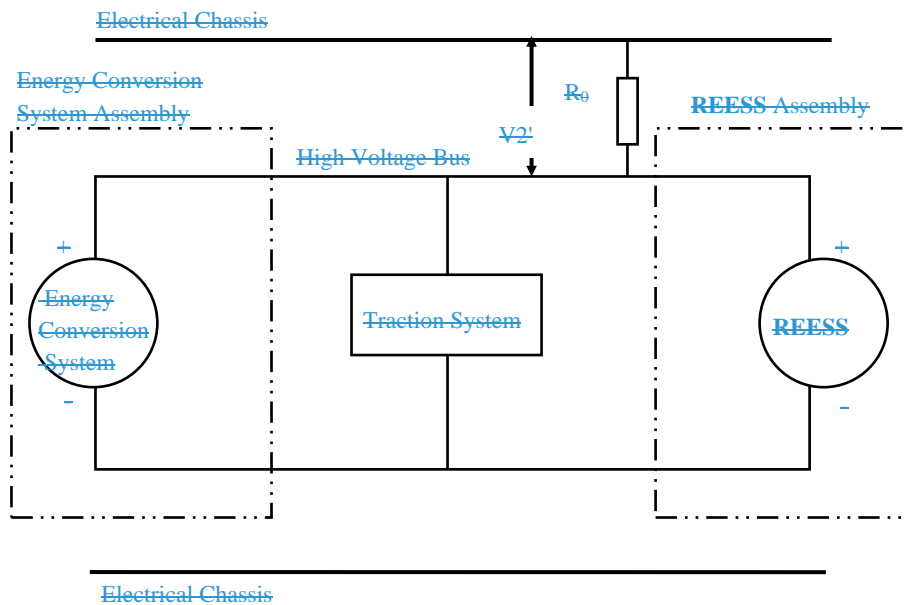 Electrical Chassis
Energy Conversion
System Assembly
R₀
REESS Assembly
V2'
High Voltage Bus
+
+
Energy
Conversion
System
Traction System
REESS
-
-
Electrical Chassis